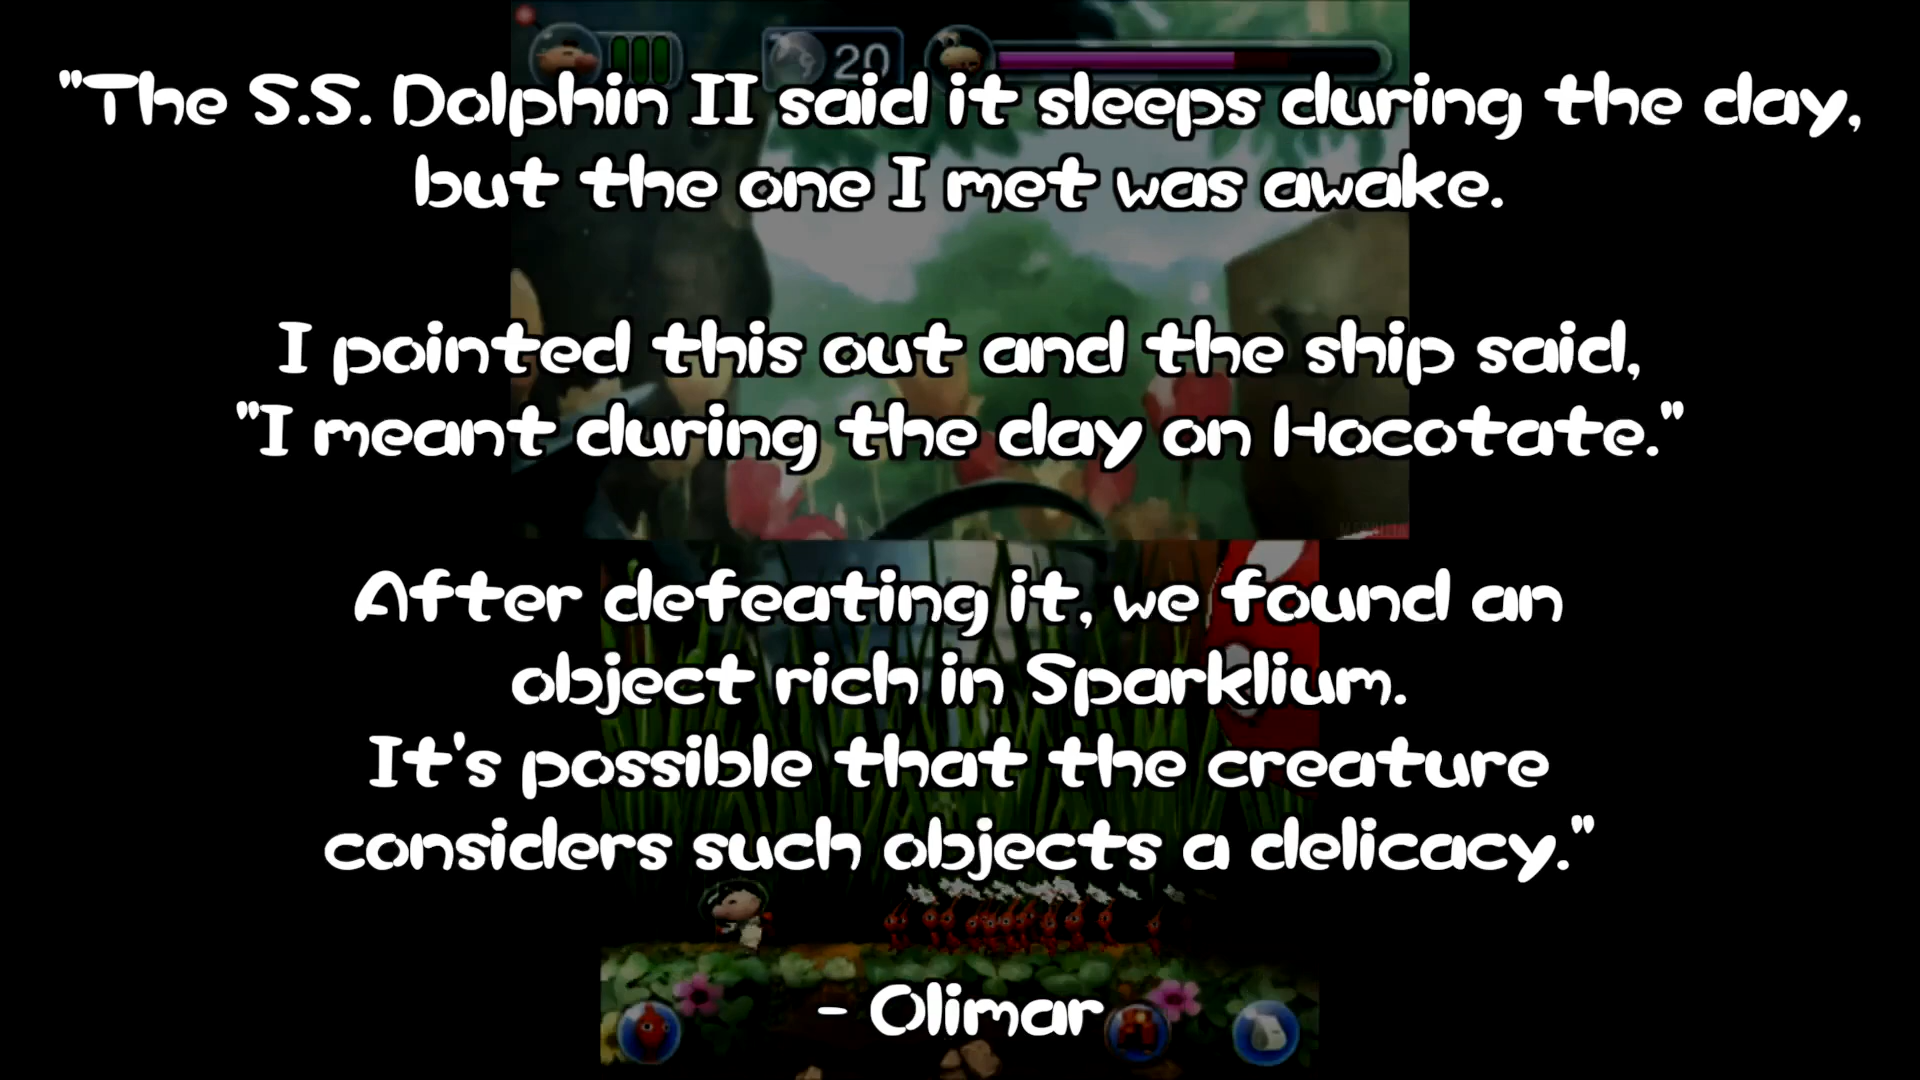 20
"The S.S. Dolphin II said it sleeps during the day,
but the one I met was awake.
I pointed this out and the ship said,
"I meant during the day on Hocotate."
After defeating it, we found an
object rich in Sparklium.
It's possible that the creature
considers such objects a delicacy."
- Olimar